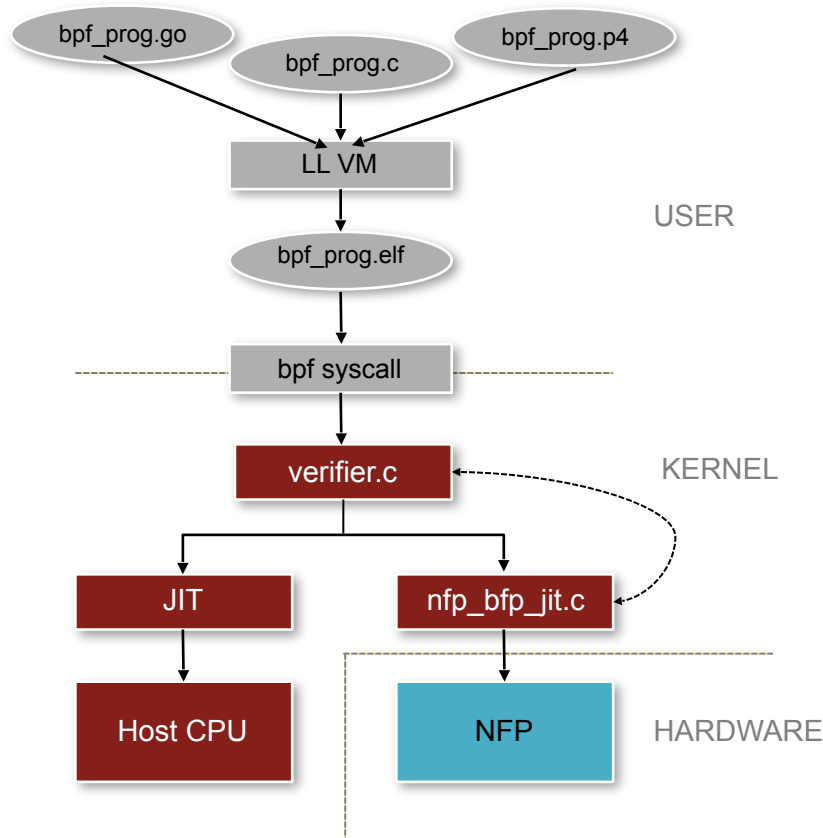 bpf_prog.go
bpf_prog.c
bpf_prog.p4
LL VM
USER
bpf_prog.elf
bpf syscall
verifier.c
KERNEL
JIT
nfp_bfp_jit.c
Host CPU
NFP
HARDWARE